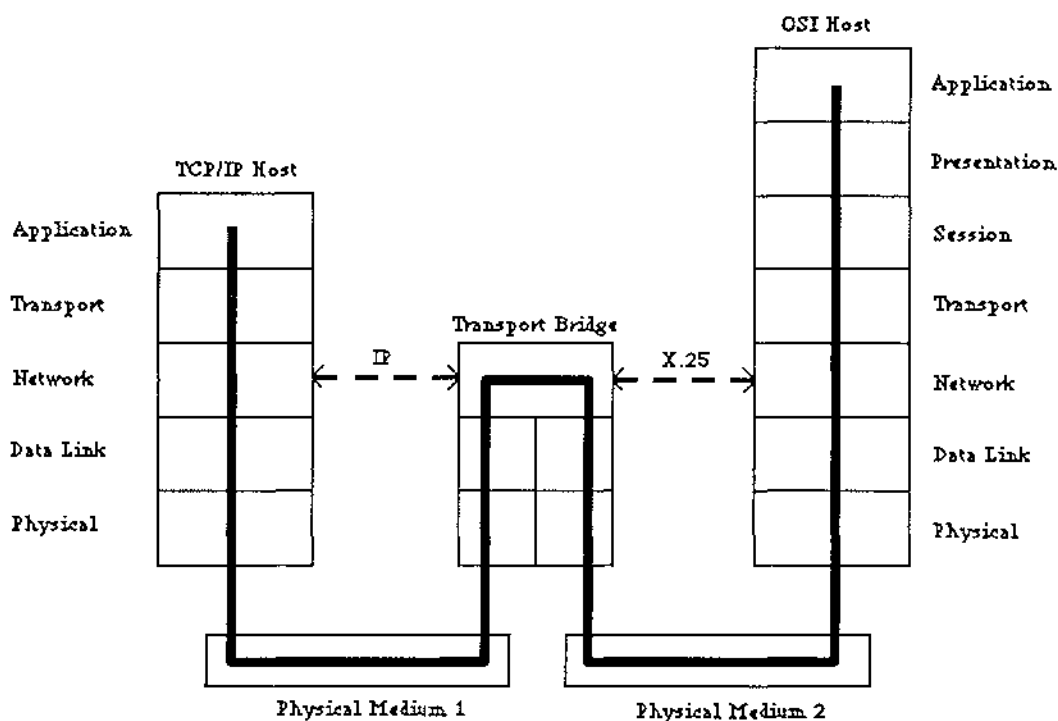 OSI Host
Application
Presentation
TCP/IP Host
Application
Session
Transport
Transport
Transport Bridge
IP
X.25
Network
Network
Data Link
Data Link
Physical
Physical
Physical Medium 1
Physical Medium 2